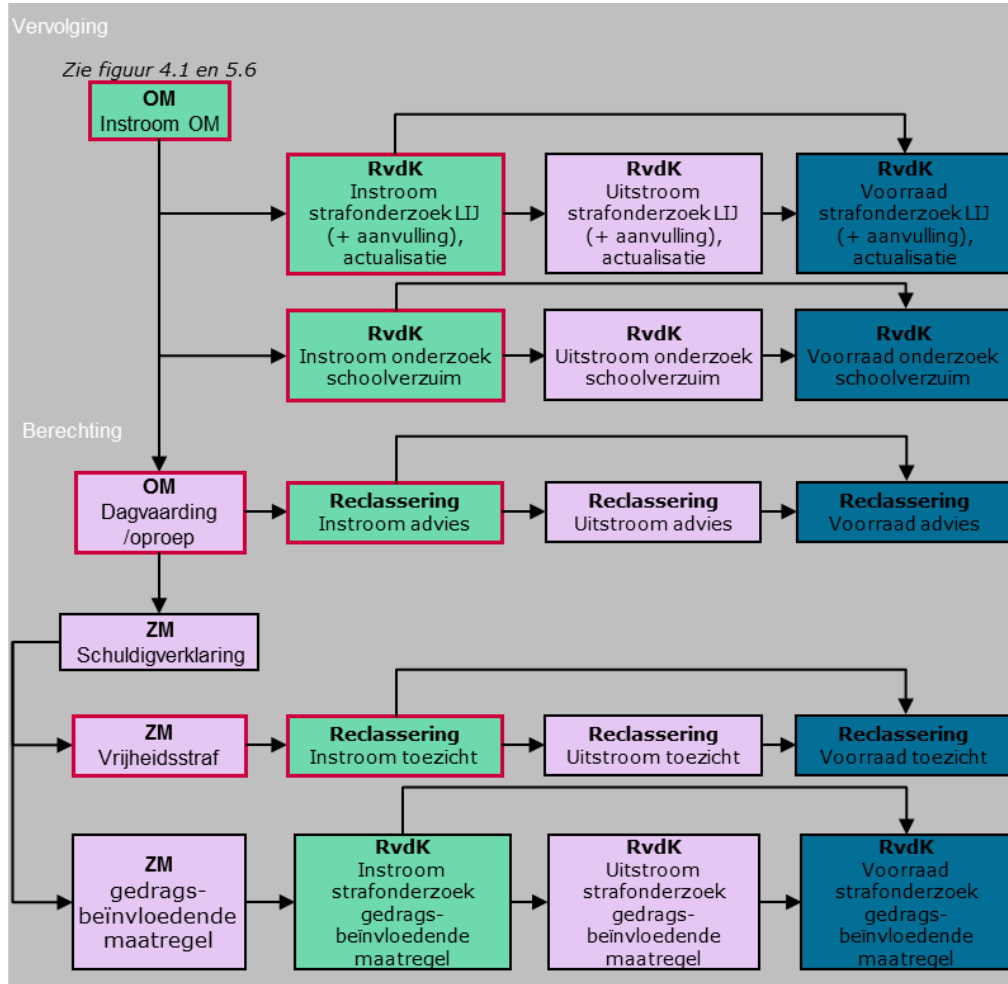 Vervolging
Zie figuur 4.1 en 5.6
OM
Instroom OM
RvdK
Instroom
strafonderzoek LIJ
(+ aanvulling),
actualisatie
RvdK
Uitstroom
strafonderzoek LIJ
(+ aanvulling),
actualisatie
RvdK
Voorraad
strafonderzoek LIJ
(+ aanvulling),
actualisatie
RvdK
Instroom onderzoek
schoolverzuim
RvdK
Uitstroom onderzoek
schoolverzuim
RvdK
Voorraad onderzoek
schoolverzuim
Berechting
OM
Dagvaarding
/oproep
Reclassering
Instroom advies
Reclassering
Uitstroom advies
Reclassering
Voorraad advies
ZM
Schuldigverklaring
ZM
Vrijheidsstraf
Reclassering
Instroom toezicht
Reclassering
Uitstroom toezicht
Reclassering
Voorraad toezicht
ZM
gedrags-
beïnvloedende
maatregel
RvdK
Instroom
strafonderzoek
gedrags-
beïnvloedende
maatregel
RvdK
Uitstroom
strafonderzoek
gedrags-
beïnvloedende
maatregel
RvdK
Voorraad
strafonderzoek
gedrags-
beïnvloedende
maatregel